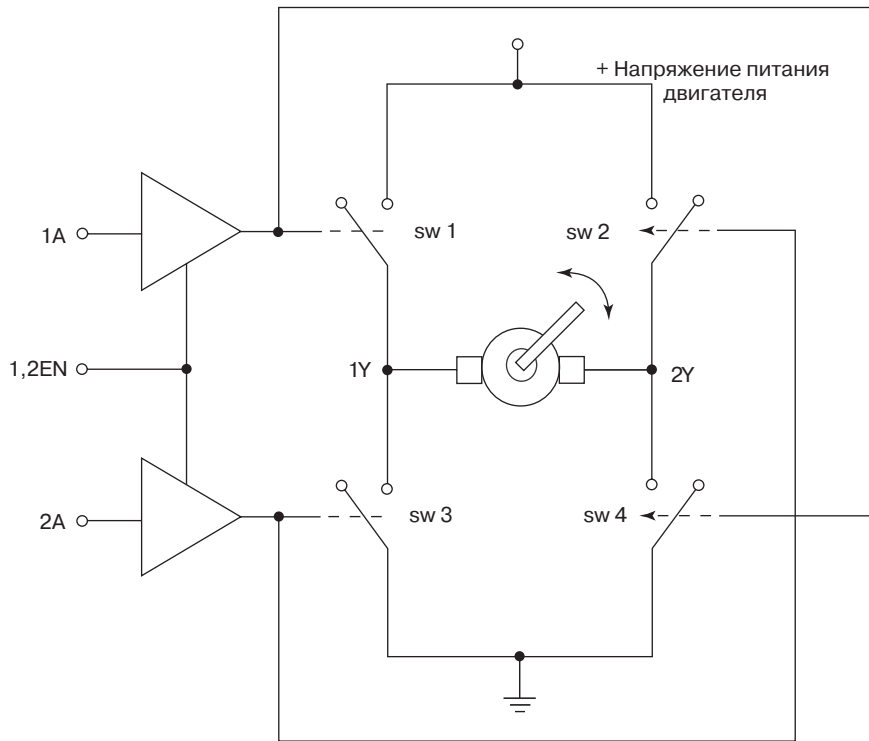 + Напряжение питания
двигателя
1A
sw 1
sw 2
1,2EN
1Y
2Y
2A
sw 3
sw 4